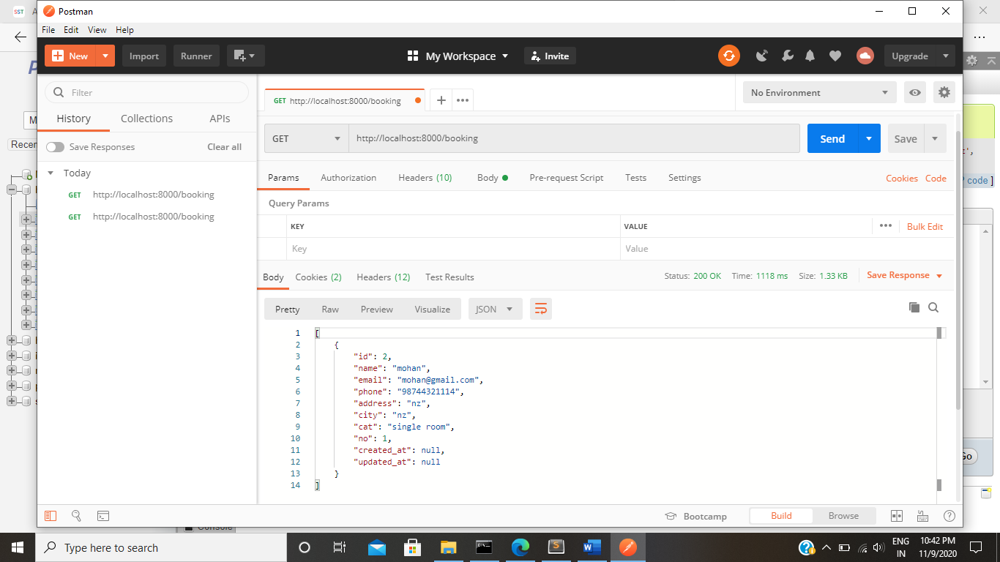 SST
A
Postman
File Edit View Help
New Import Runner My Workspace Invite Upgrade
Filter
History Collections APIs
Save Responses Clear all
Today
GET http://localhost:8000/booking
GET http://localhost:8000/booking
GET http://localhost:8000/booking
No Environment
GET http://localhost:8000/booking Send Save
Params Authorization Headers (10) Body Pre-request Script Tests Settings Cookies Code
Query Params
KEY VALUE Bulk Edit
Key Value
Body Cookies (2) Headers (12) Test Results Status: 200 OK Time: 1118 ms Size: 1.33 KB Save Response
Pretty Raw Preview Visualize JSON
1 [
2 {
3 "id": 2,
4 "name": "mohan",
5 "email": "mohan@gmail.com",
6 "phone": "98744321114",
7 "address": "nz",
8 "city": "nz",
9 "cat": "single room",
10 "no": 1,
11 "created_at": null,
12 "updated_at": null
13 }
14 ]
Bootcamp Build Browse
Recen
code ]
Go
Console
Type here to search
ENG
IN
10:42 PM
11/9/2020